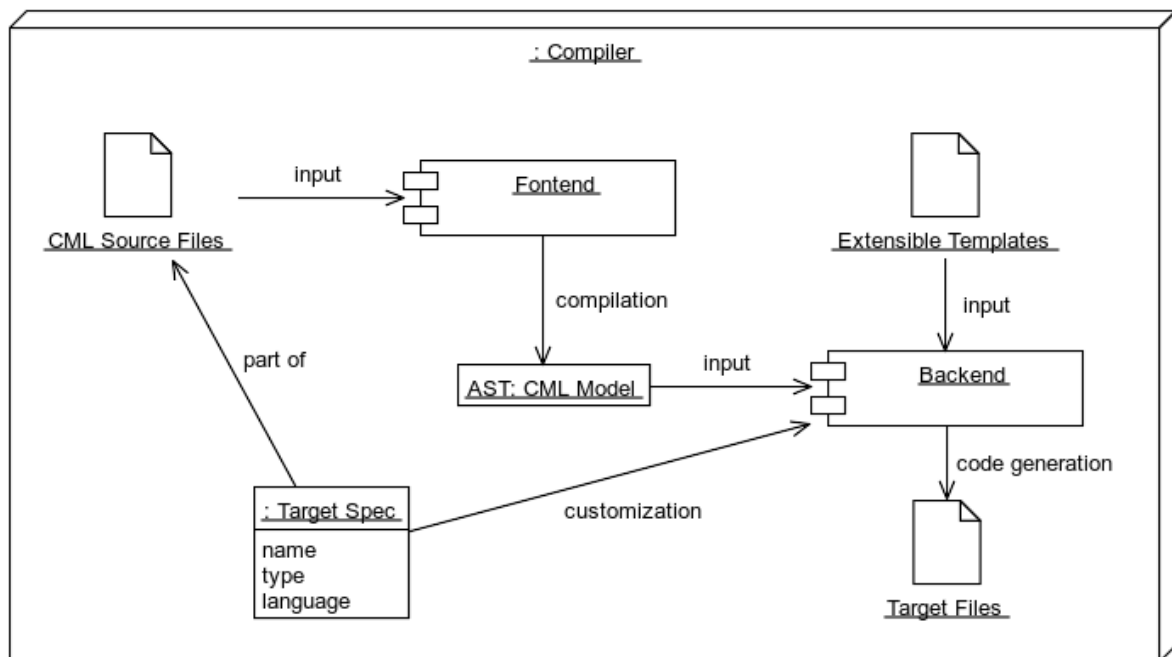 : Compiler
input
Fontend
CML Source Files
Extensible Templates
compilation
input
part of
input
AST: CML Model
Backend
code generation
: Target Spec
customization
name
type
language
Target Files